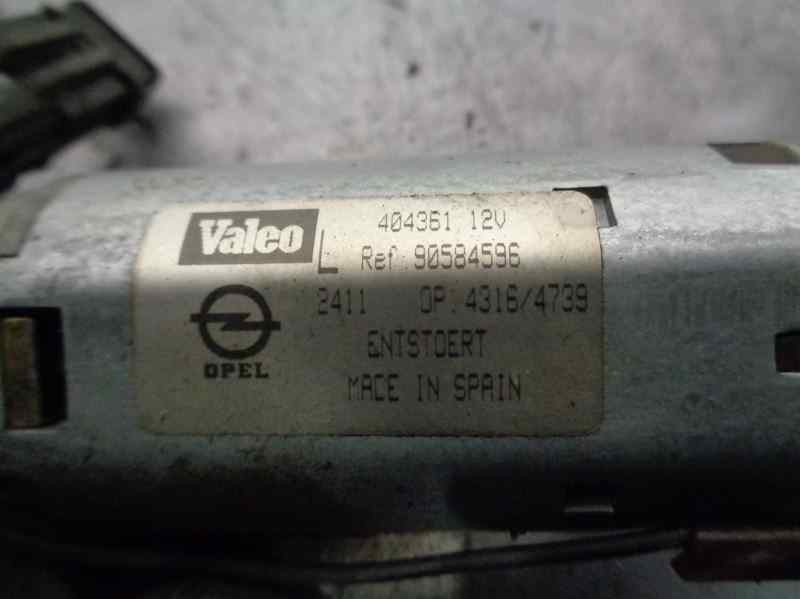 Valeo
404361 12V
L Ref:90584596
2411 OP:4316/4739
ENTSTOERT
OPEL
MADE IN SPAIN